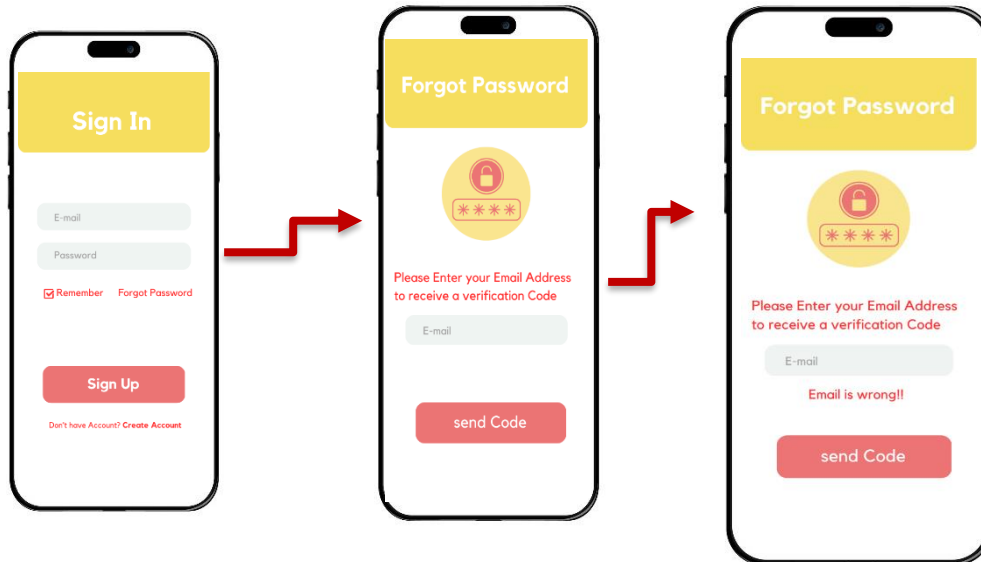 Sign In
E-mail
Password
Remember Forgot Password
Sign Up
Don't have Account? Create Account
Forgot Password
****
Please Enter your Email Address
to receive a verification Code
E-mail
send Code
Forgot Password
****
Please Enter your Email Address
to receive a verification Code
E-mail
Email is wrong!!
send Code